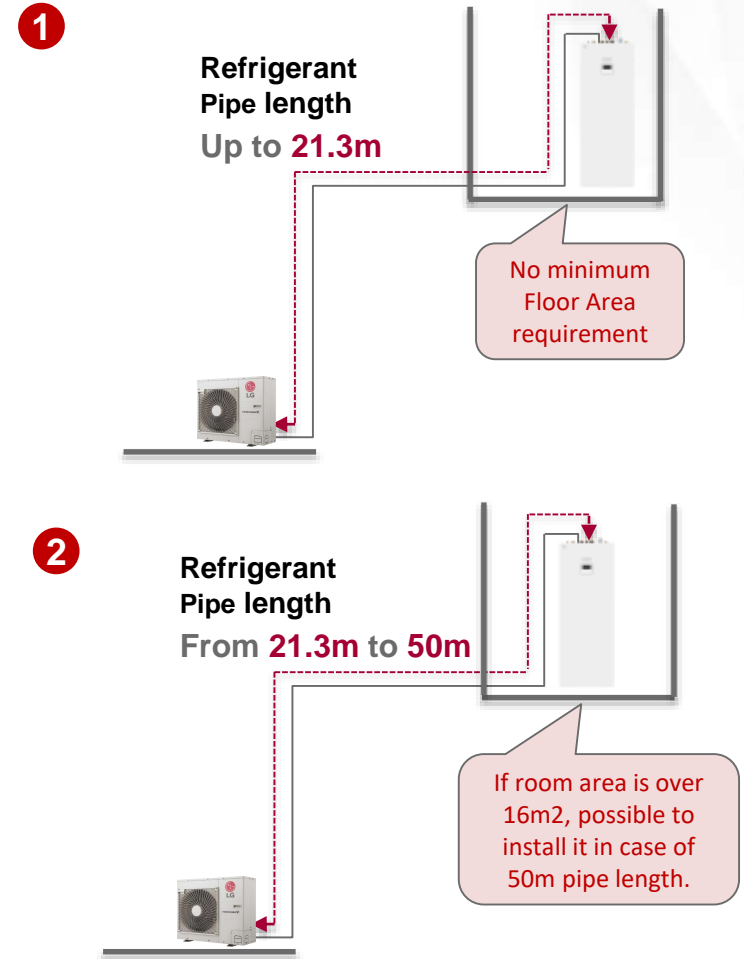 1
Refrigerant
Pipe length
Up to 21.3m
No minimum
Floor Area
requirement
LG
2
Refrigerant
Pipe length
From 21.3m to 50m
If room area is over
16m2, possible to
install it in case of
50m pipe length.
LG